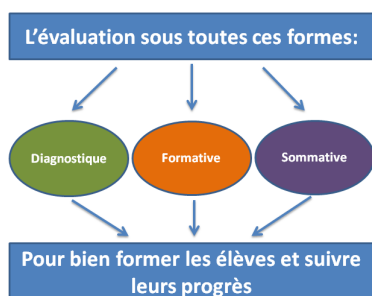 L'évaluation sous toutes ces formes:
Diagnostique
Formative
Sommative
Pour bien former les élèves et suivre
leurs progrès